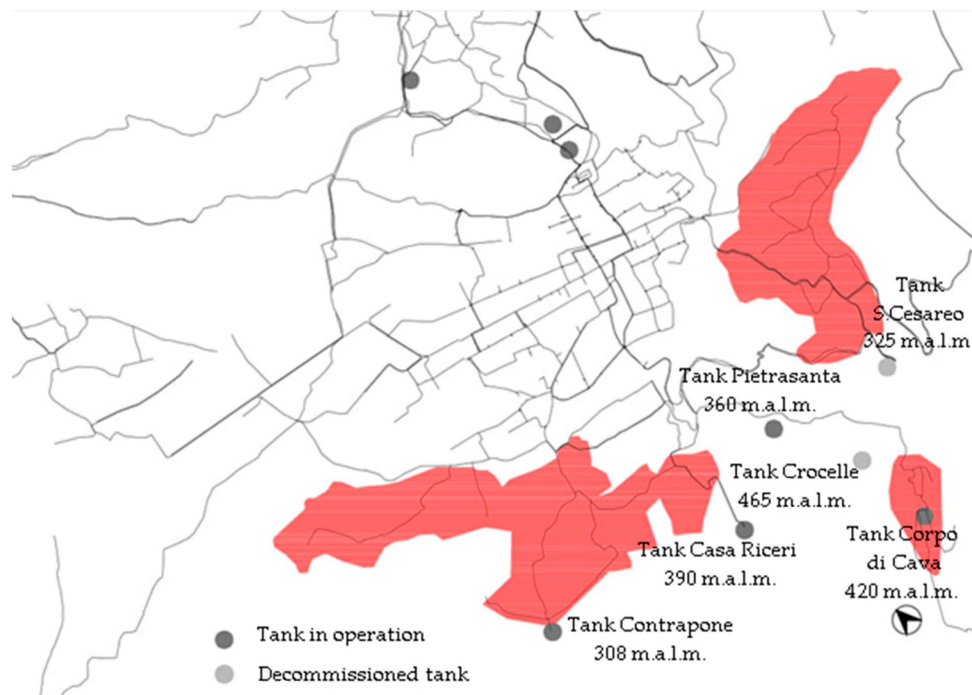 Tank
S.Cesareo
325 m.a.l.m
Tank Pietrasanta
360 m.a.l.m.
Tank Crocelle
465 m.a.l.m.
Tank Casa Riceri
390 m.a.l.m.
Tank Corpo
di Cava
420 m.a.l.m.
Tank Contrapone
308 m.a.l.m.
Tank in operation
Decommissioned tank